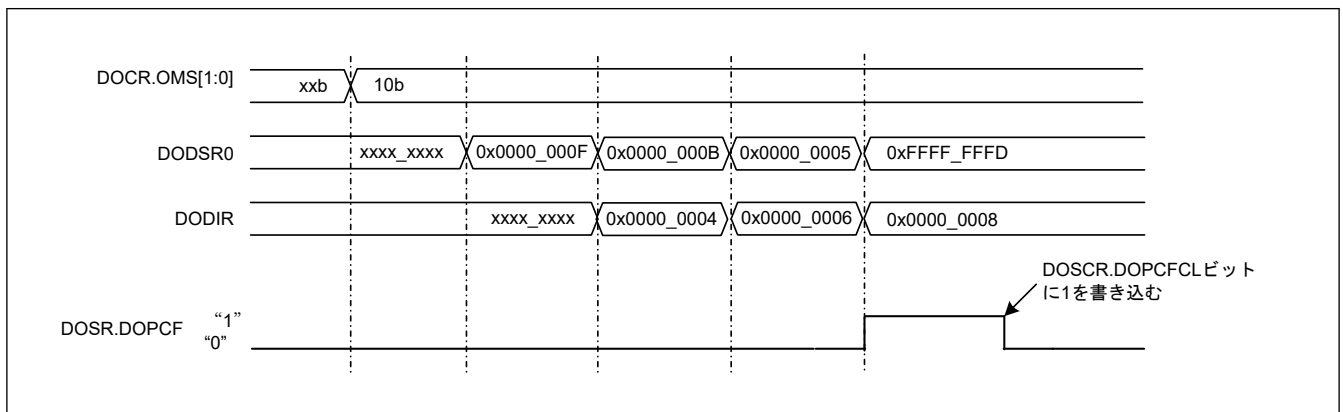 DOCR.OMS[1:0] xxb 10b
DODSR0 xxxx_xxxx 0x0000_000F 0x0000_000B 0x0000_0005 0xFFFF_FFFD
DODIR xxxx_xxxx 0x0000_0004 0x0000_0006 0x0000_0008
DOSCR.DOPCFCLビット
に1を書き込む
DOSR.DOPCF “1”
“0”